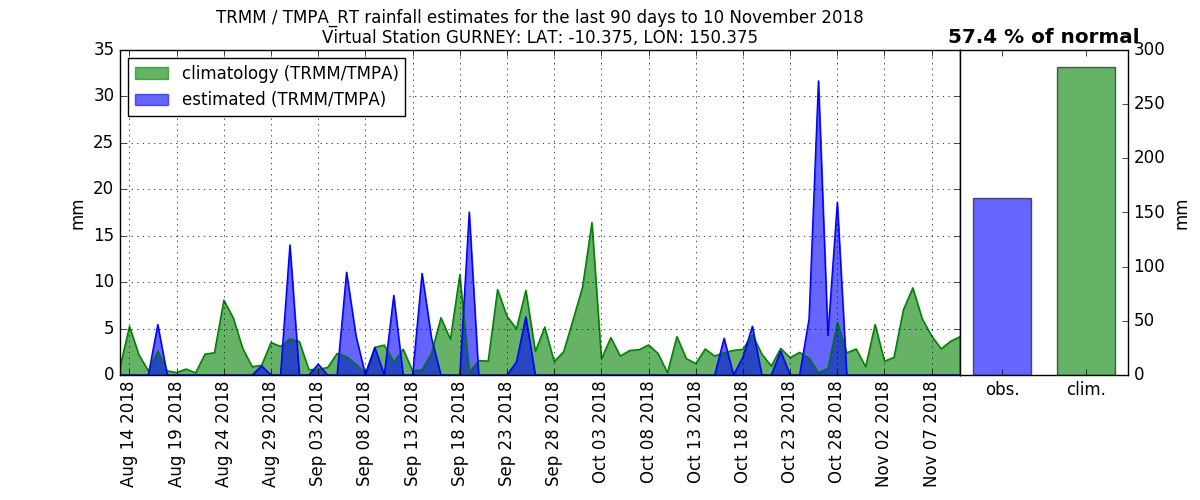 TRMM / TMPA_RT rainfall estimates for the last 90 days to 10 November 2018
Virtual Station GURNEY: LAT: -10.375, LON: 150.375
57.4 % of normal
climatology (TRMM/TMPA)
estimated (TRMM/TMPA)
35
30
25
20
15
10
5
0
mm
Aug 14 2018
Aug 19 2018
Aug 24 2018
Aug 29 2018
Sep 03 2018
Sep 08 2018
Sep 13 2018
Sep 18 2018
Sep 23 2018
Sep 28 2018
Oct 03 2018
Oct 08 2018
Oct 13 2018
Oct 18 2018
Oct 23 2018
Oct 28 2018
Nov 02 2018
Nov 07 2018
300
250
200
150
100
50
0
mm
obs.
clim.